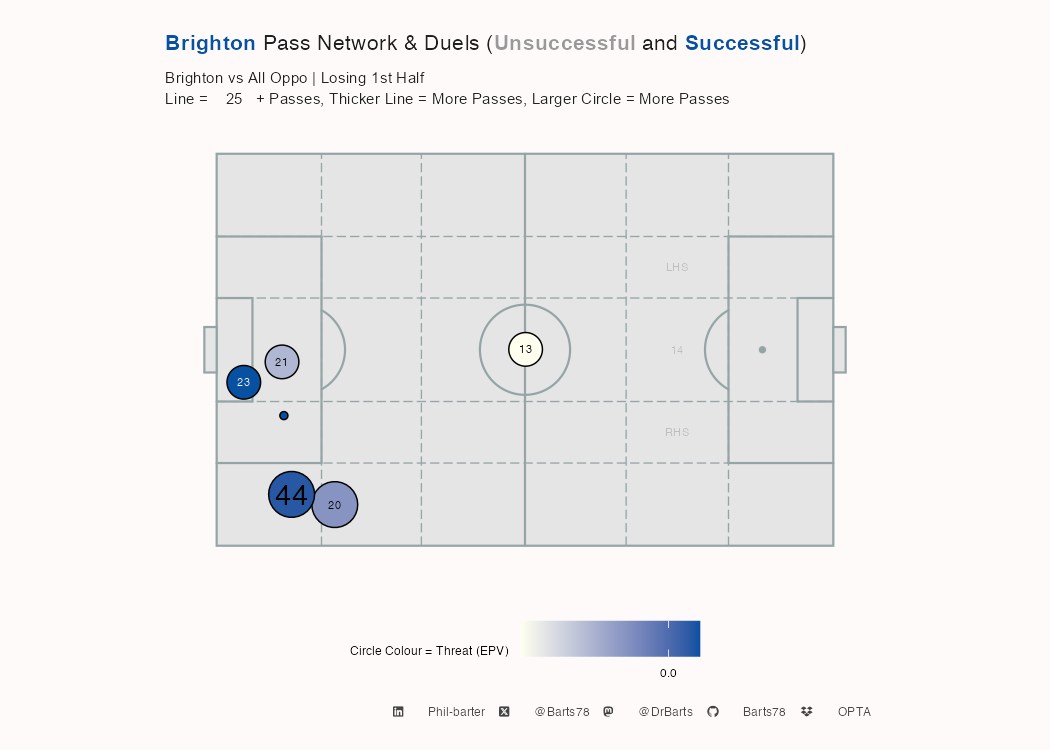 Brighton Pass Network & Duels (Unsuccessful and Successful)
Brighton vs All Oppo | Losing 1st Half
Line = 25 + Passes, Thicker Line = More Passes, Larger Circle = More Passes
LHS
14
RHS
13
21
23
44
20
Circle Colour = Threat (EPV)
0.0
Phil-barter @Barts78 @DrBarts Barts78 OPTA